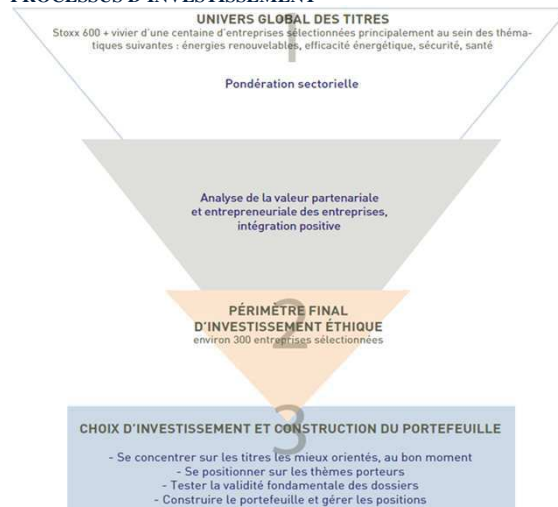 PROCESSUS D'INVESTISSEMENT
UNIVERS GLOBAL DES TITRES
1
Stoxx 600 + vivier d'une centaine d'entreprises sélectionnées principalement au sein des théma-
tiques suivantes : énergies renouvelables, efficacité énergétique, sécurité, santé
Pondération sectorielle
Analyse de la valeur partenariale
et entrepreneuriale des entreprises,
intégration positive
2
PÉRIMÈTRE FINAL
D'INVESTISSEMENT ÉTHIQUE
environ 300 entreprises sélectionnées
3
CHOIX D'INVESTISSEMENT ET CONSTRUCTION DU PORTEFEUILLE
- Se concentrer sur les titres les mieux orientés, au bon moment
- Se positionner sur les thèmes porteurs
- Tester la validité fondamentale des dossiers
- Construire le portefeuille et gérer les positions